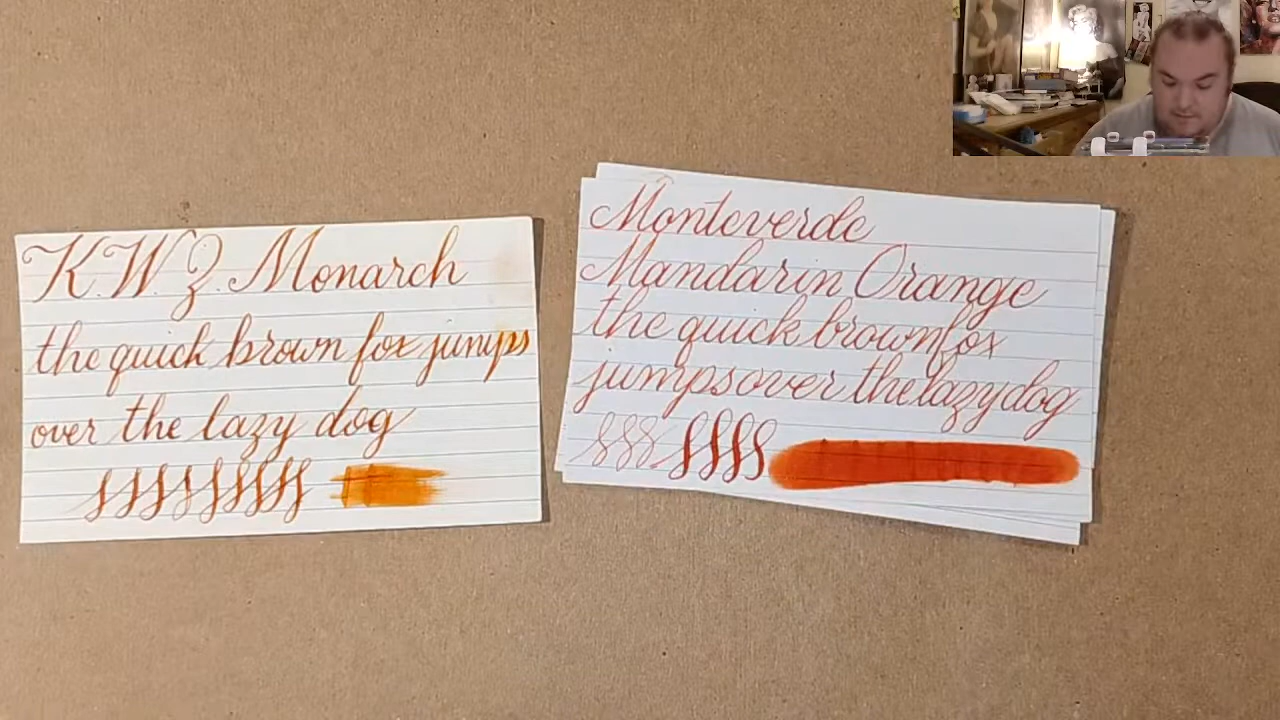 K.W.Z. Monarch
the quick brown fox jumps
over the lazy dog
Monteverde
Mandarin Orange
the quick brown fox
jumps over the lazy dog